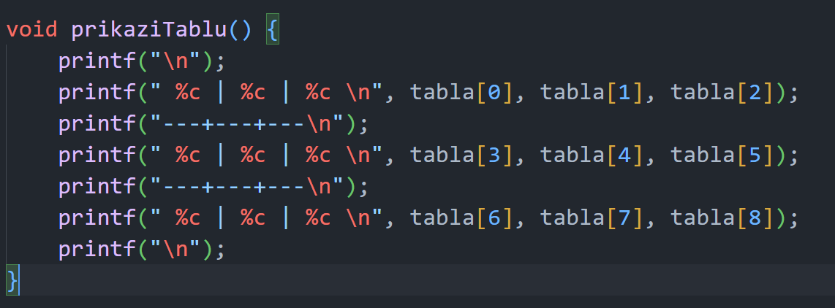 void prikaziTablu() {
    printf("\n");
    printf(" %c | %c | %c \n", tabla[0], tabla[1], tabla[2]);
    printf("---+---+---\n");
    printf(" %c | %c | %c \n", tabla[3], tabla[4], tabla[5]);
    printf("---+---+---\n");
    printf(" %c | %c | %c \n", tabla[6], tabla[7], tabla[8]);
    printf("\n");
}